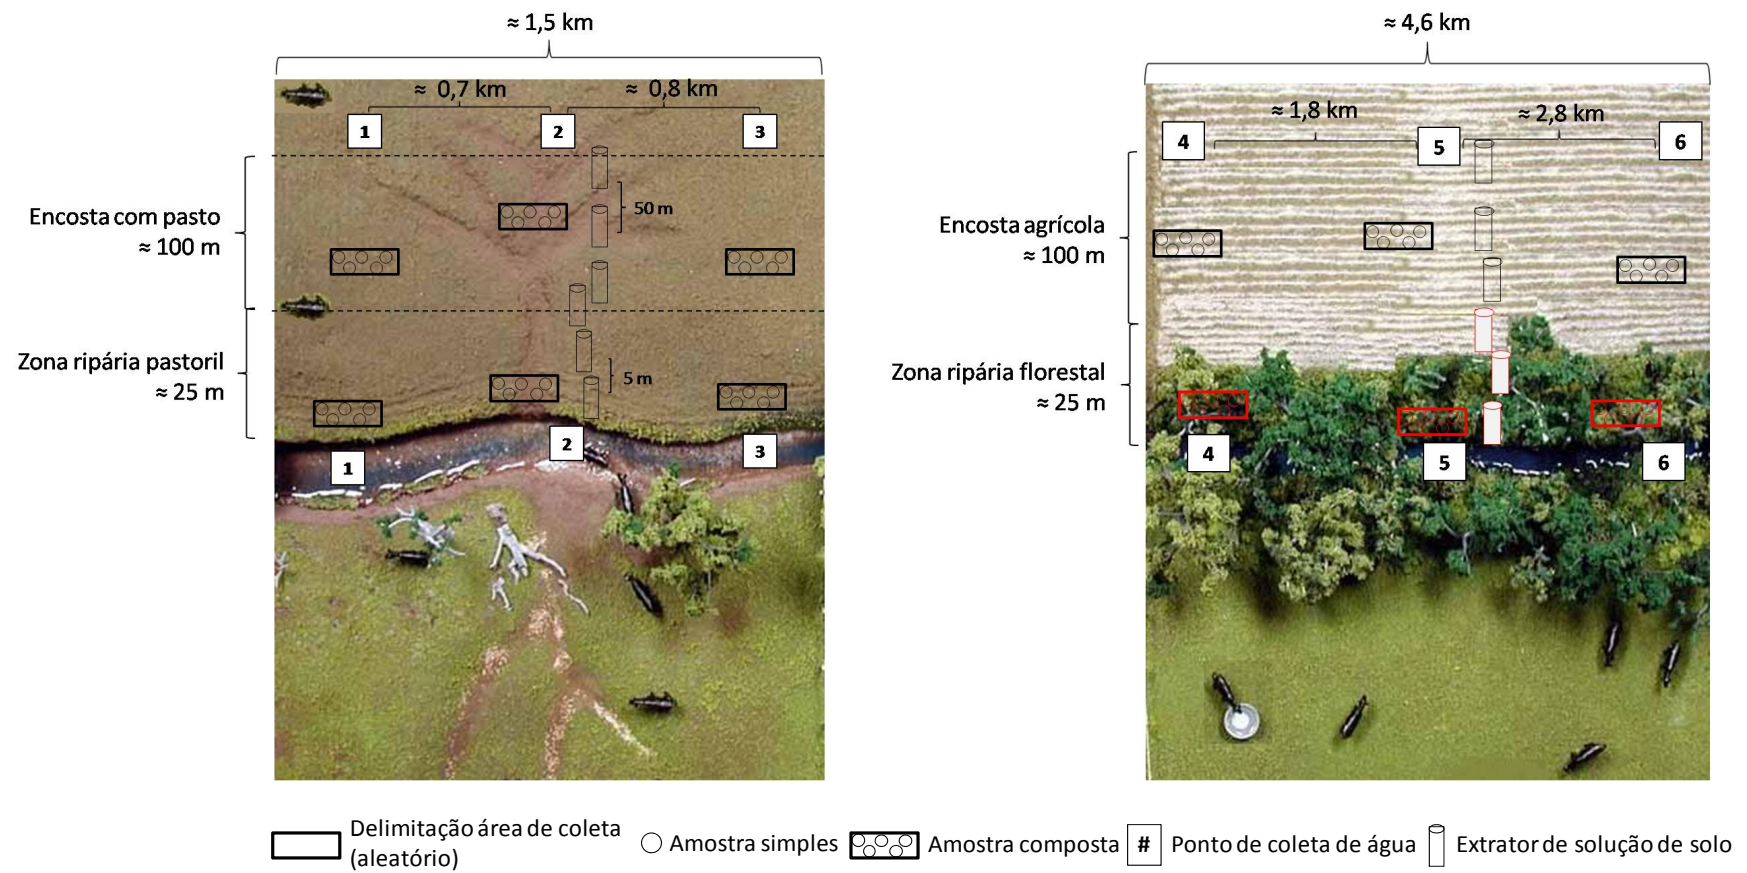 ≈ 1,5 km
≈ 0,7 km
≈ 0,8 km
1
2
3
Encosta com pasto
≈ 100 m
50 m
Zona ripária pastoril
≈ 25 m
5 m
1
2
3
≈ 4,6 km
≈ 1,8 km
≈ 2,8 km
4
5
6
Encosta agrícola
≈ 100 m
Zona ripária florestal
≈ 25 m
4
5
6
Delimitação área de coleta
(aleatório)
Amostra simples
Amostra composta
#
Ponto de coleta de água
Extrator de solução de solo